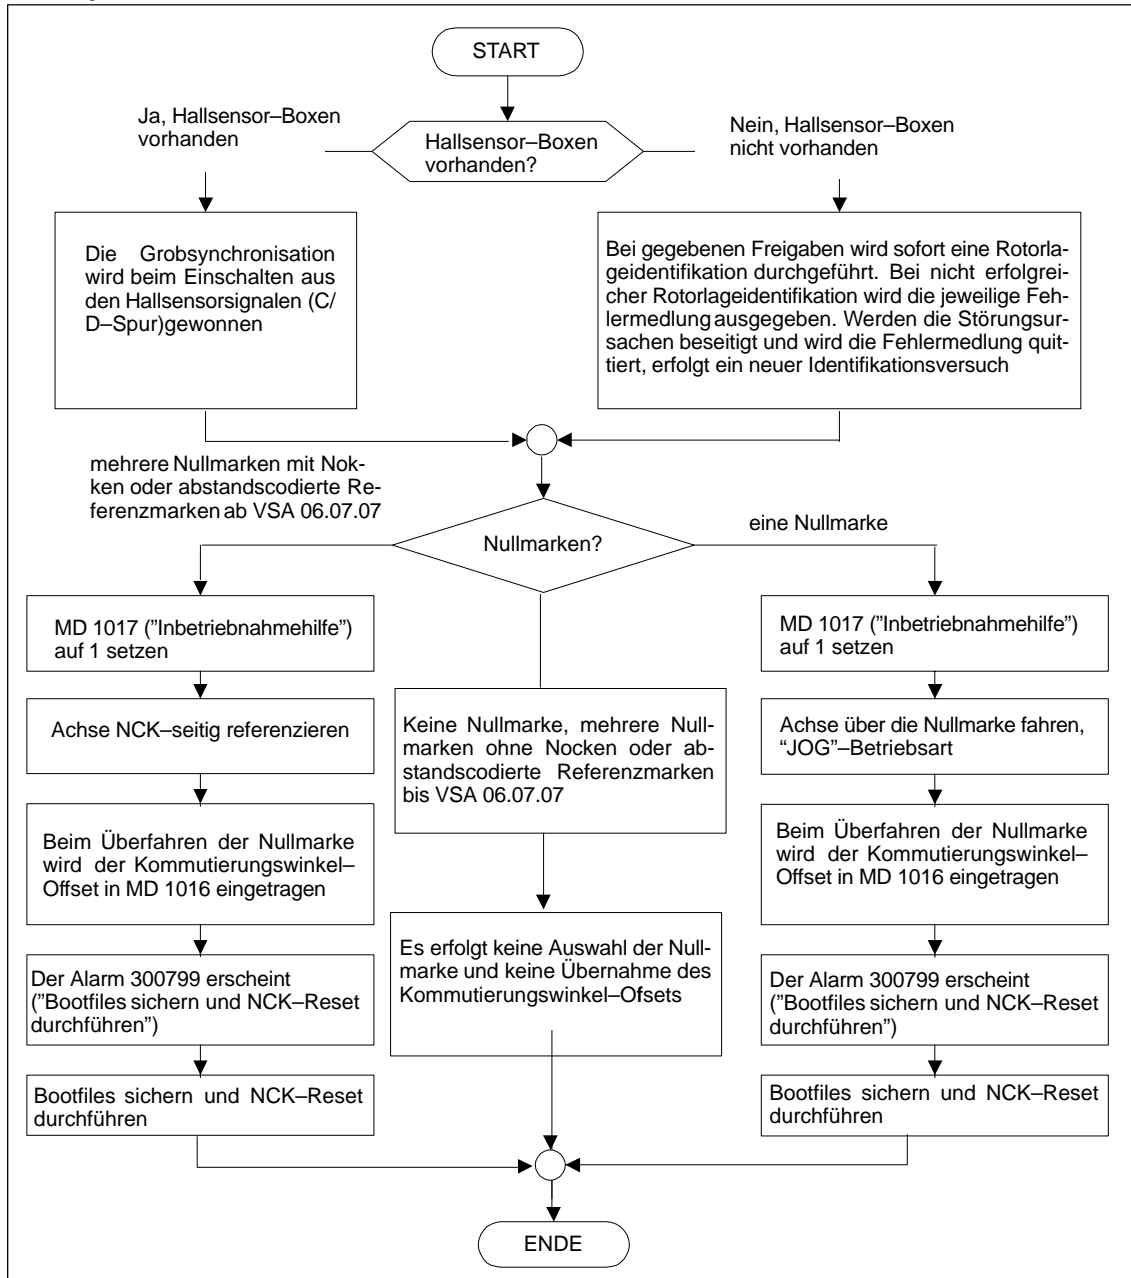 START
Ja, Hallsensor–Boxen
vorhanden
Hallsensor–Boxen
vorhanden?
Nein, Hallsensor–Boxen
nicht vorhanden
Die Grobsynchronisation
wird beim Einschalten aus
den Hallsensorsignalen (C/
D–Spur)gewonnen
Bei gegebenen Freigaben wird sofort eine Rotorla-
geidentifikation durchgeführt. Bei nicht erfolgrei-
cher Rotorlageidentifikation wird die jeweilige Feh-
lermedlung ausgegeben. Werden die Störungsur-
sachen beseitigt und wird die Fehlermedlung quit-
tiert, erfolgt ein neuer Identifikationsversuch
mehrere Nullmarken mit Nok-
ken oder abstandscodierte Re-
ferenzmarken ab VSA 06.07.07
Nullmarken?
eine Nullmarke
MD 1017 (”Inbetriebnahmehilfe”)
auf 1 setzen
Achse NCK–seitig referenzieren
Beim Überfahren der Nullmarke
wird der Kommutierungswinkel–
Offset in MD 1016 eingetragen
Der Alarm 300799 erscheint
(”Bootfiles sichern und NCK–Reset
durchführen”)
Bootfiles sichern und NCK–Reset
durchführen
Keine Nullmarke, mehrere Null-
marken ohne Nocken oder ab-
standscodierte Referenzmarken
bis VSA 06.07.07
Es erfolgt keine Auswahl der Null-
marke und keine Übernahme des
Kommutierungswinkel–Ofsets
MD 1017 (”Inbetriebnahmehilfe”)
auf 1 setzen
Achse über die Nullmarke fahren,
“JOG”–Betriebsart
Beim Überfahren der Nullmarke
wird der Kommutierungswinkel–
Offset in MD 1016 eingetragen
Der Alarm 300799 erscheint
(”Bootfiles sichern und NCK–Reset
durchführen”)
Bootfiles sichern und NCK–Reset
durchführen
ENDE